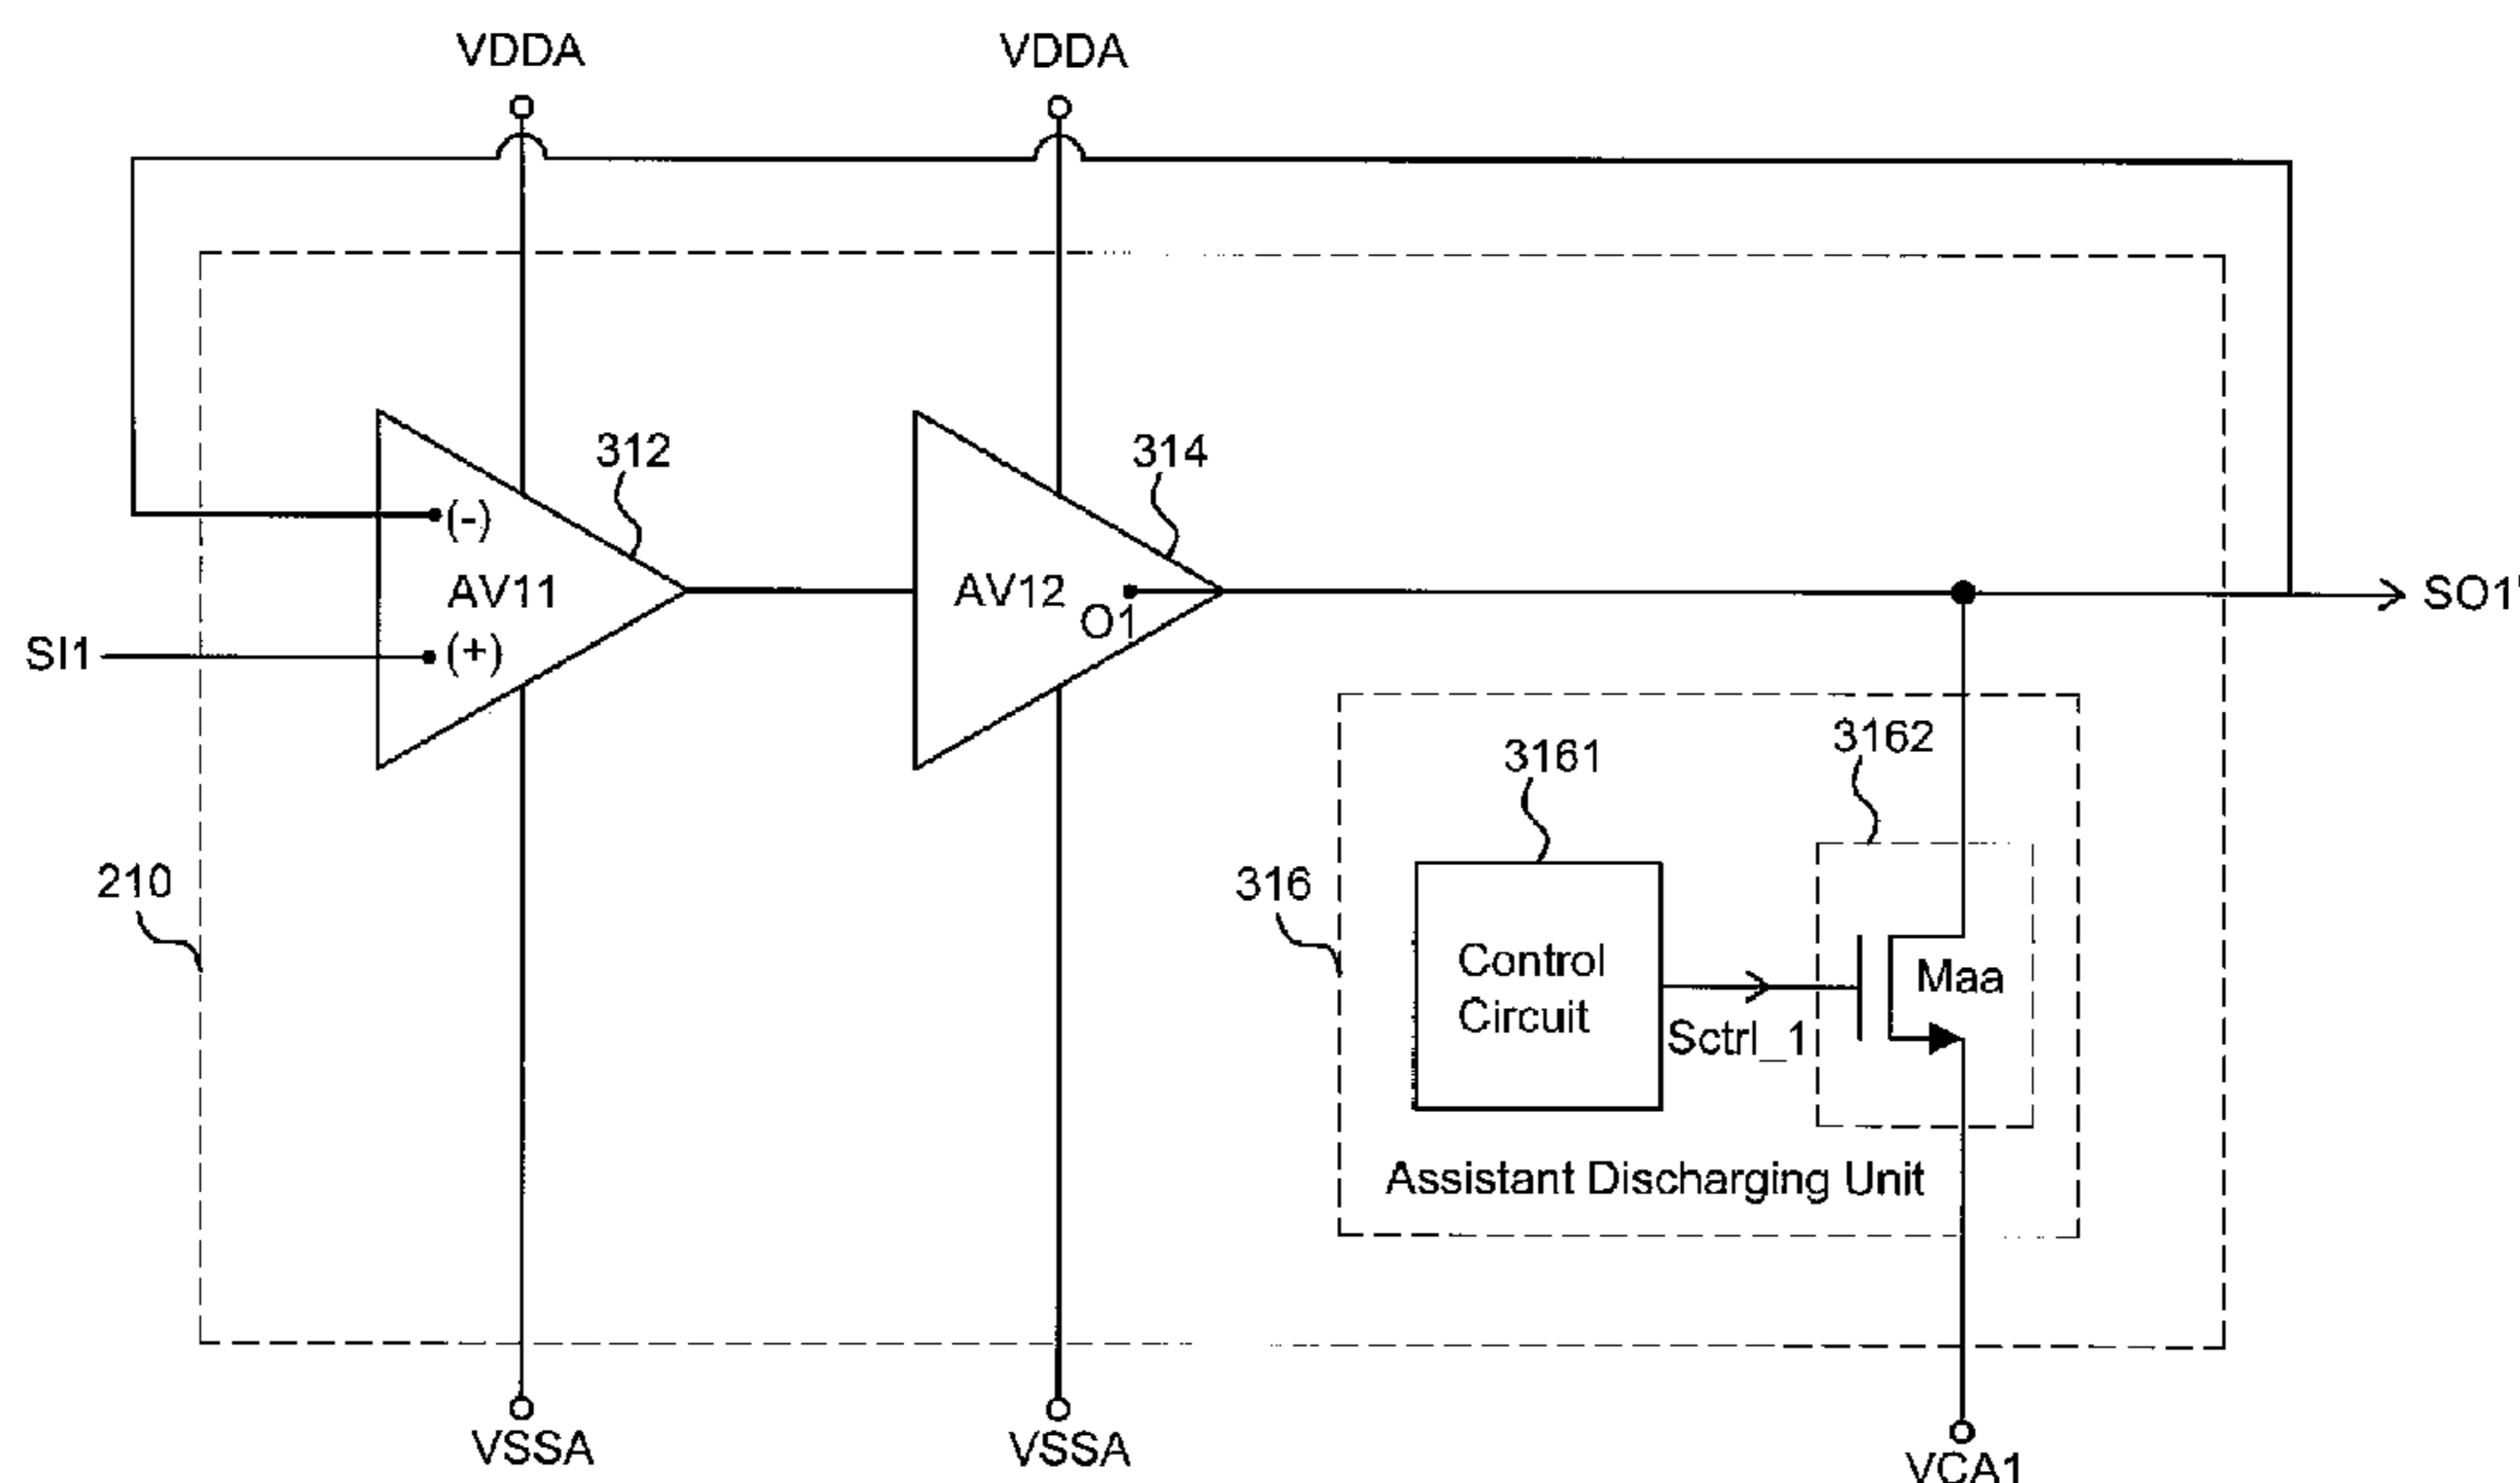 VDDA
VDDA
312
314
(-)
AV11
(+)
SI1
AV12
O1
SO1'
3161
3162
210
316
Control
Circuit
Sctrl_1
Maa
Assistant Discharging Unit
VSSA
VSSA
VCA1